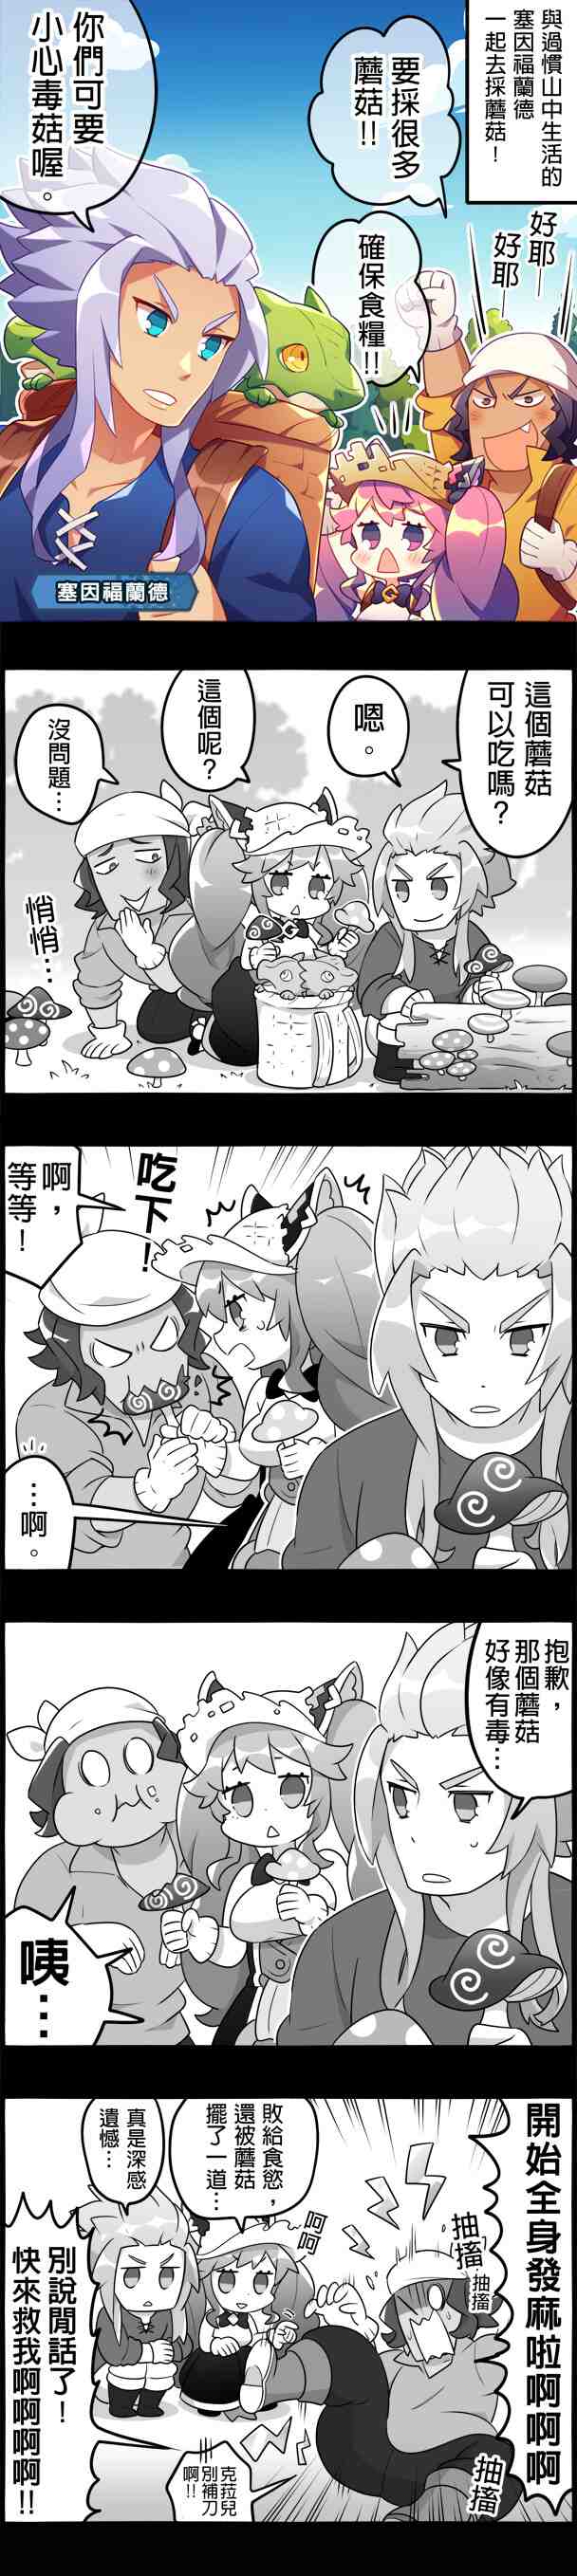 與過慣山中生活的
塞因福蘭德
一起去採蘑菇！
要採很多
蘑菇!!
你們可要
小心毒菇喔。
好耶—
好耶—
確保食糧!!
塞因福蘭德
這個蘑菇
可以吃嗎？
嗯。
這個呢？
沒問題…
悄悄…
吃下！
啊，
等等！
…啊。
抱歉，
那個蘑菇
好像有毒…
咦…
開始全身發麻啦啊啊啊
抽搐
抽搐
抽搐
敗給食慾，
還被蘑菇
擺了一道…
呵呵
真是深感
遺憾…
別說閒話了！
快來救我啊啊啊啊!!
克菈兒
別補刀
啊!!